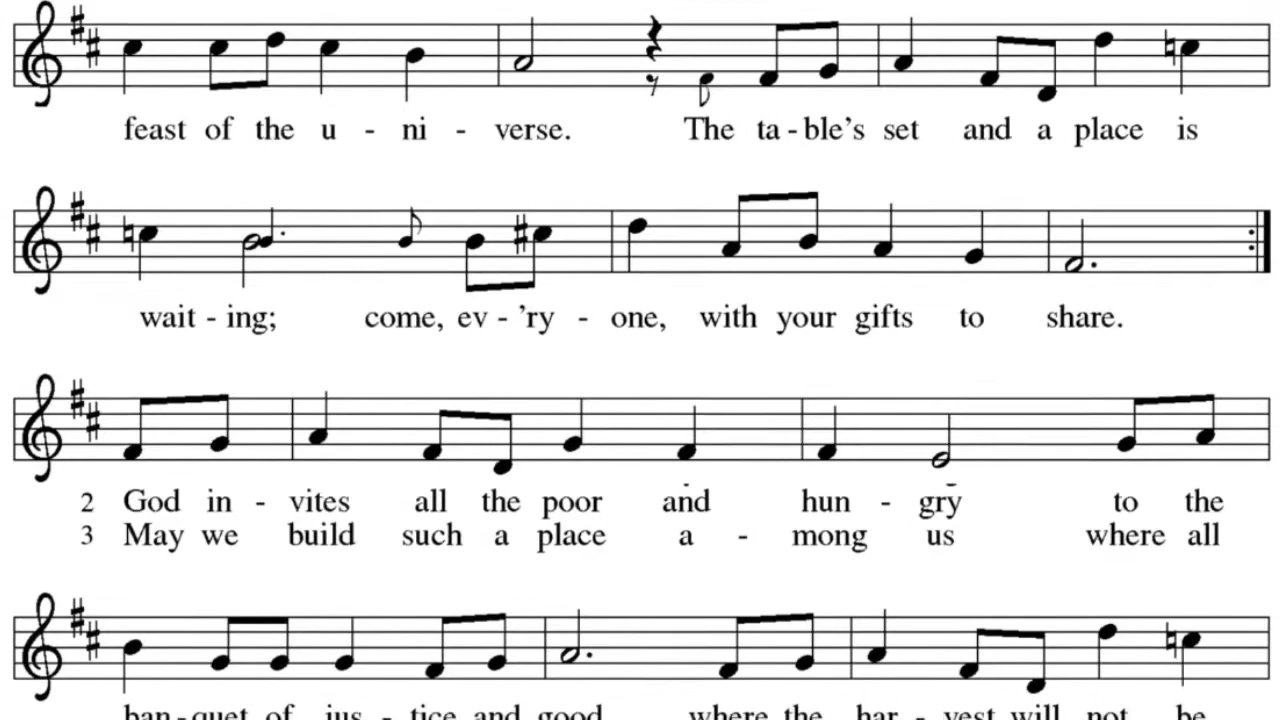 feast of the u - ni - verse. The ta - ble's set and a place is
wait - ing; come, ev - 'ry - one, with your gifts to share.
2 God in - vites all the poor and hun - gry to the
3 May we build such a place a - mong us where all
ban - quet of jus - tice and good where the har - vest will not be